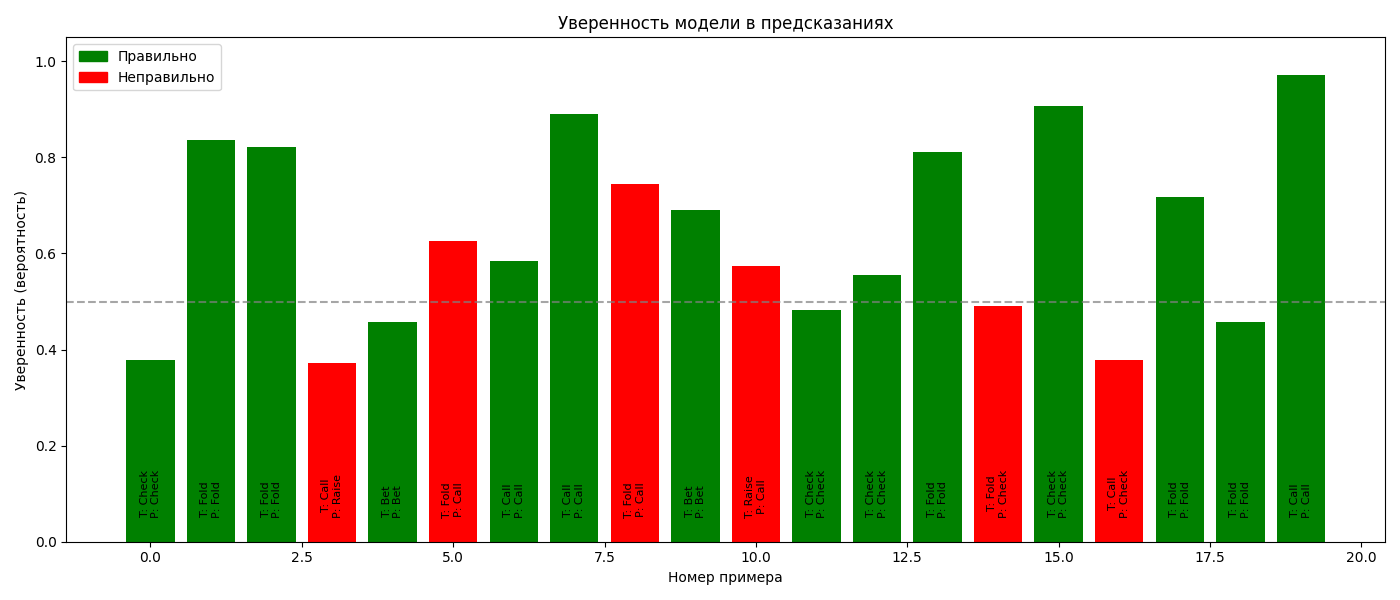 Уверенность модели в предсказаниях
Правильно
Неправильно
Уверенность (вероятность)
1.0
0.8
0.6
0.4
0.2
0.0
T: Check
P: Check
T: Fold
P: Fold
T: Fold
P: Fold
T: Call
P: Raise
T: Bet
P: Bet
T: Fold
P: Call
T: Call
P: Call
T: Call
P: Call
T: Fold
P: Call
T: Bet
P: Bet
T: Raise
P: Call
T: Check
P: Check
T: Check
P: Check
T: Fold
P: Fold
T: Fold
P: Check
T: Check
P: Check
T: Call
P: Check
T: Fold
P: Fold
T: Fold
P: Fold
T: Call
P: Call
0.0 2.5 5.0 7.5 10.0 12.5 15.0 17.5 20.0
Номер примера